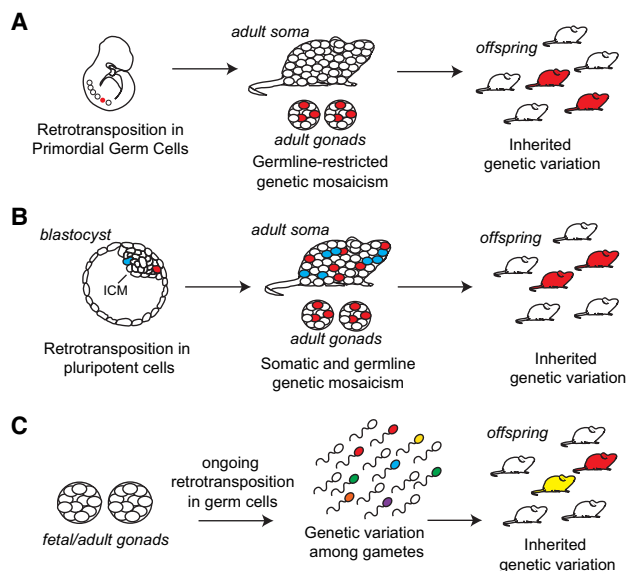 A
adult soma
offspring
Retrotransposition in
Primordial Germ Cells
adult gonads
Germline-restricted
genetic mosaicism
Inherited
genetic variation
B
blastocyst
ICM
adult soma
offspring
Retrotransposition in
pluripotent cells
adult gonads
Somatic and germline
genetic mosaicism
Inherited
genetic variation
C
ongoing
retrotransposition
in germ cells
offspring
fetal/adult gonads
Genetic variation
among gametes
Inherited
genetic variation